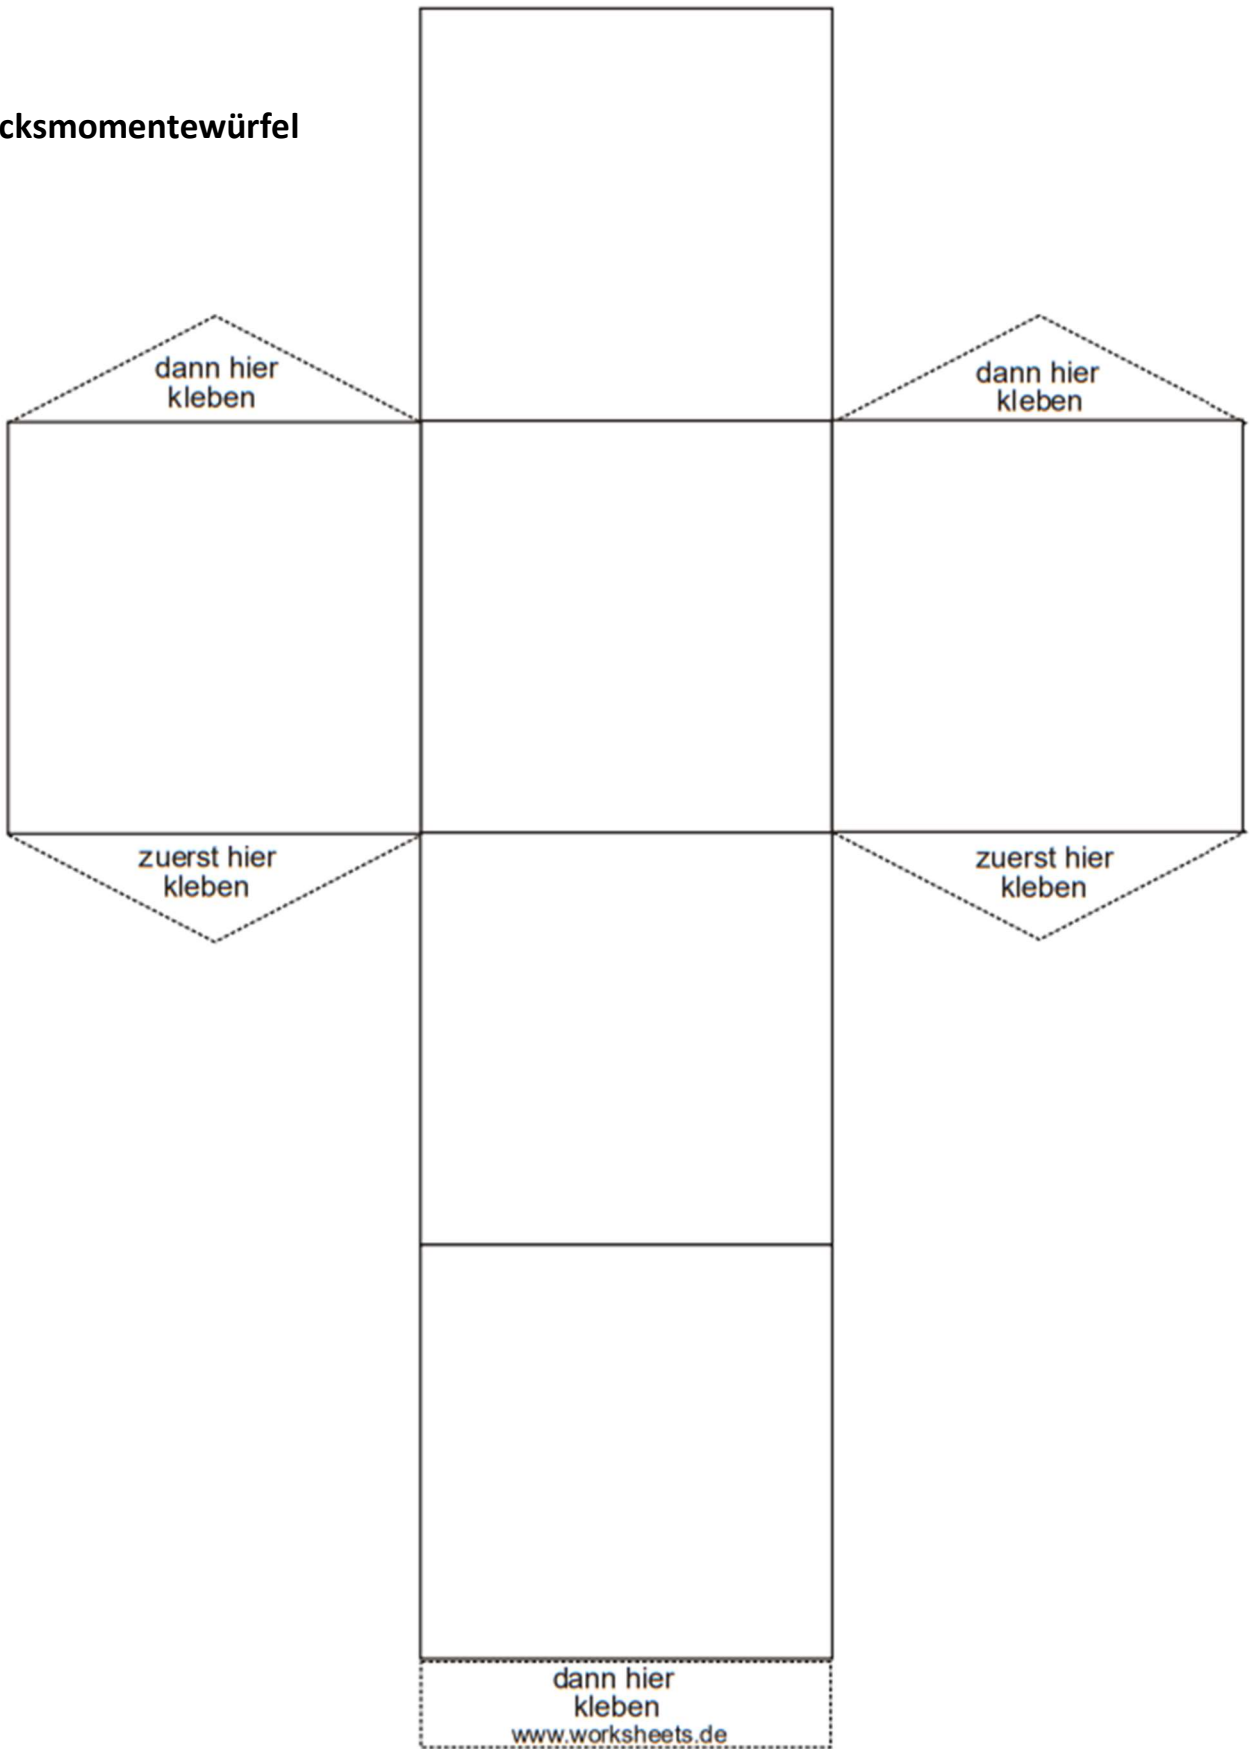 cksmomentewürfel
dann hier
kleben
dann hier
kleben
zuerst hier
kleben
zuerst hier
kleben
dann hier
kleben
www.worksheets.de